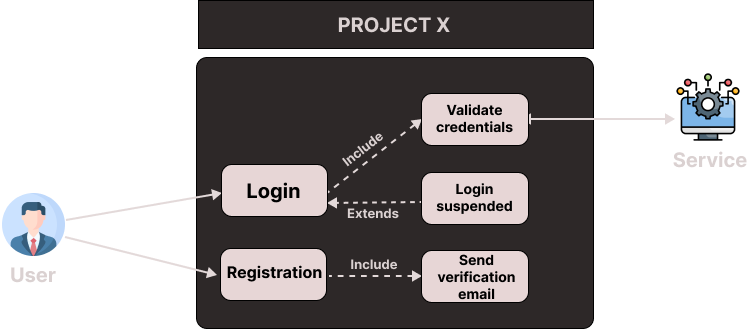 PROJECT X
Validate
credentials
Include
Service
Login
Login
suspended
Extends
User
Registration
Include
Send
verification
email